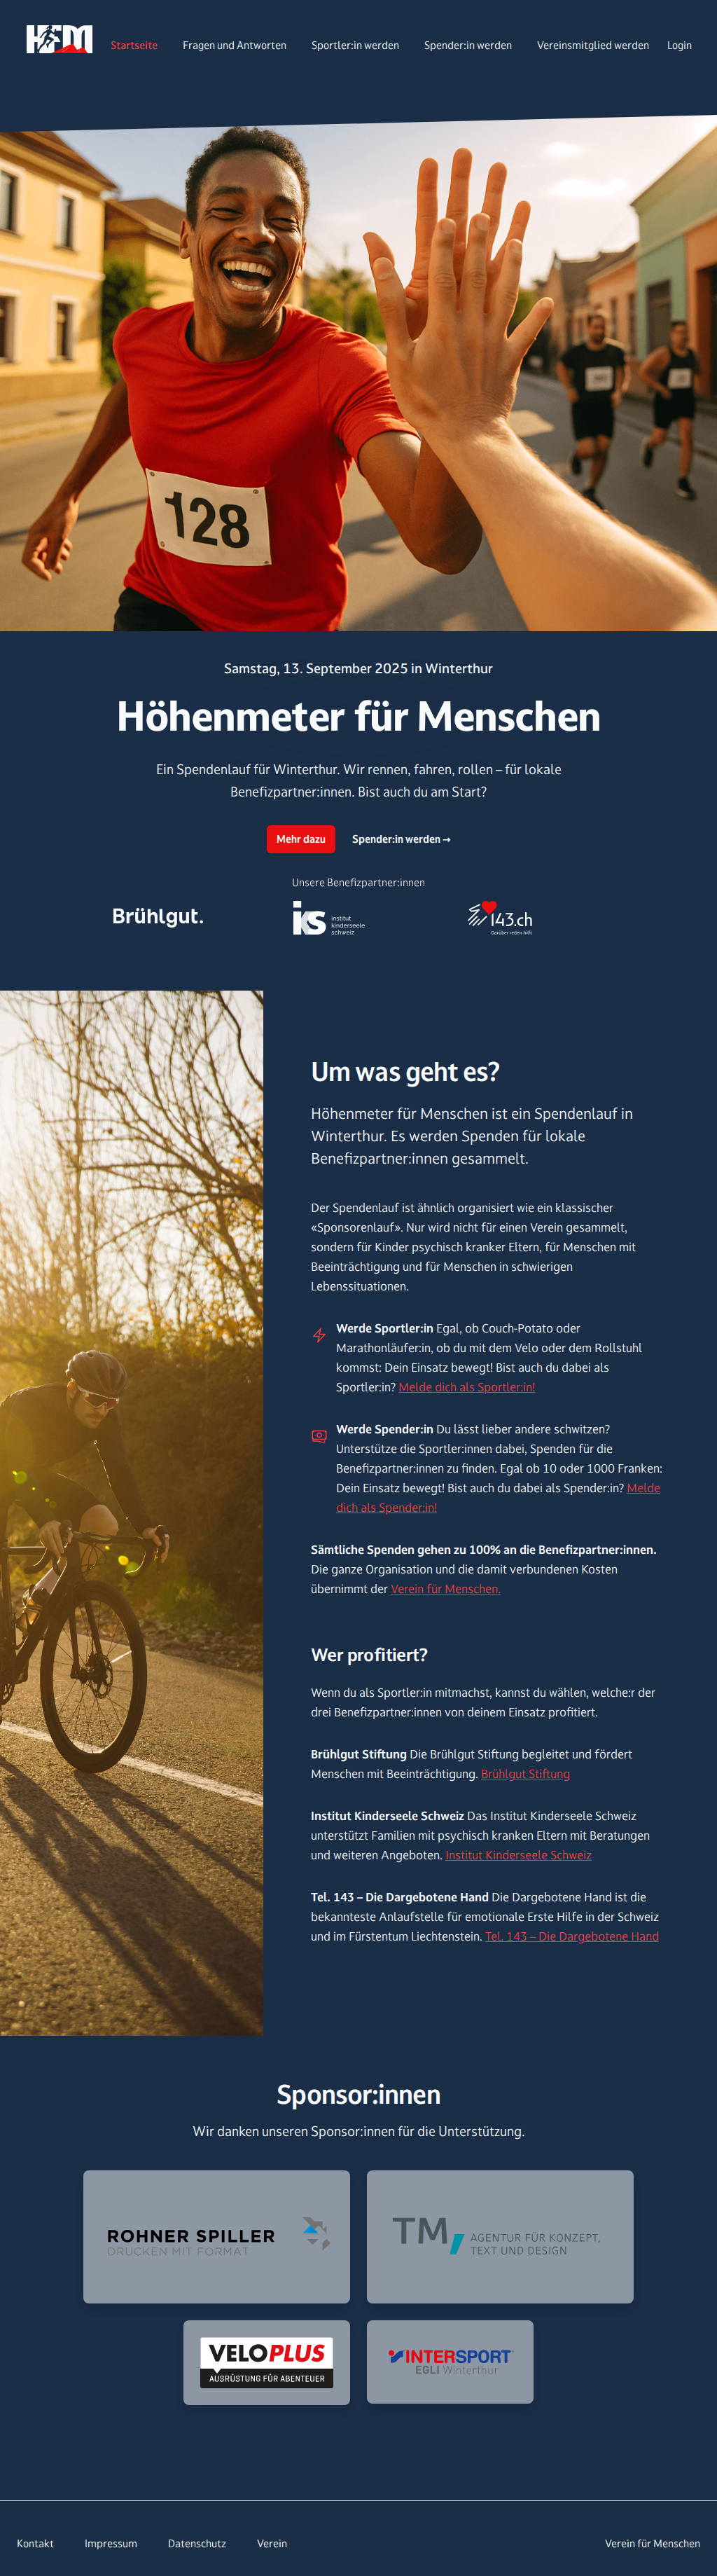 HFM
Startseite
Fragen und Antworten
Sportler:in werden
Spender:in werden
Vereinsmitglied werden
Login
128
Samstag, 13. September 2025 in Winterthur
Höhenmeter für Menschen
Ein Spendenlauf für Winterthur. Wir rennen, fahren, rollen – für lokale
Benefizpartner:innen. Bist auch du am Start?
Mehr dazu
Spender:in werden →
Unsere Benefizpartner:innen
Brühlgut.
iks institut
kinderseele
schweiz
143.ch
Darüber reden hilft
Um was geht es?
Höhenmeter für Menschen ist ein Spendenlauf in
Winterthur. Es werden Spenden für lokale
Benefizpartner:innen gesammelt.
Der Spendenlauf ist ähnlich organisiert wie ein klassischer
«Sponsorenlauf». Nur wird nicht für einen Verein gesammelt,
sondern für Kinder psychisch kranker Eltern, für Menschen mit
Beeinträchtigung und für Menschen in schwierigen
Lebenssituationen.
Werde Sportler:in Egal, ob Couch-Potato oder
Marathonläufer:in, ob du mit dem Velo oder dem Rollstuhl
kommst: Dein Einsatz bewegt! Bist auch du dabei als
Sportler:in? Melde dich als Sportler:in!
Werde Spender:in Du lässt lieber andere schwitzen?
Unterstütze die Sportler:innen dabei, Spenden für die
Benefizpartner:innen zu finden. Egal ob 10 oder 1000 Franken:
Dein Einsatz bewegt! Bist auch du dabei als Spender:in? Melde
dich als Spender:in!
Sämtliche Spenden gehen zu 100% an die Benefizpartner:innen.
Die ganze Organisation und die damit verbundenen Kosten
übernimmt der Verein für Menschen.
Wer profitiert?
Wenn du als Sportler:in mitmachst, kannst du wählen, welche:r der
drei Benefizpartner:innen von deinem Einsatz profitiert.
Brühlgut Stiftung Die Brühlgut Stiftung begleitet und fördert
Menschen mit Beeinträchtigung. Brühlgut Stiftung
Institut Kinderseele Schweiz Das Institut Kinderseele Schweiz
unterstützt Familien mit psychisch kranken Eltern mit Beratungen
und weiteren Angeboten. Institut Kinderseele Schweiz
Tel. 143 – Die Dargebotene Hand Die Dargebotene Hand ist die
bekannteste Anlaufstelle für emotionale Erste Hilfe in der Schweiz
und im Fürstentum Liechtenstein. Tel. 143 – Die Dargebotene Hand
Sponsor:innen
Wir danken unseren Sponsor:innen für die Unterstützung.
ROHNER SPILLER
DRUCKEN MIT FORMAT
TM, AGENTUR FÜR KONZEPT,
TEXT UND DESIGN
VELOPLUS
AUSRÜSTUNG FÜR ABENTEUER
INTERSPORT
EGLI Winterthur
Kontakt
Impressum
Datenschutz
Verein
Verein für Menschen